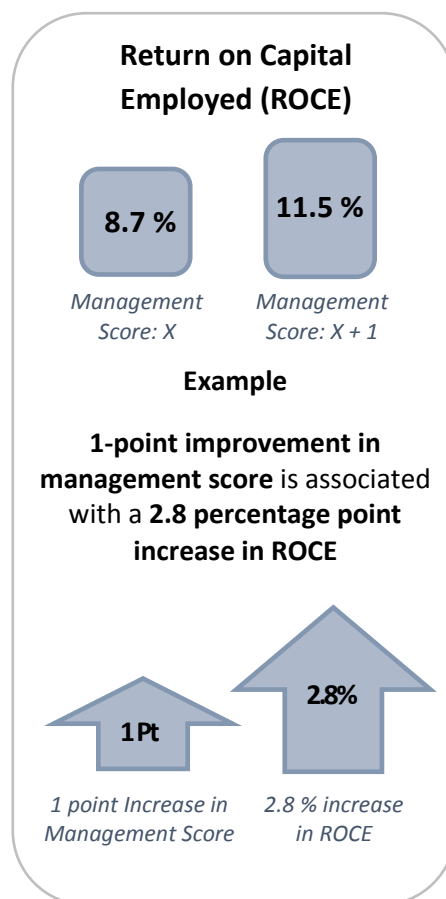 Return on Capital
Employed (ROCE)
8.7 %
11.5 %
Management
Score: X
Management
Score: X + 1
Example
1-point improvement in
management score is associated
with a 2.8 percentage point
increase in ROCE
1 Pt
2.8%
1 point Increase in
Management Score
2.8 % increase
in ROCE